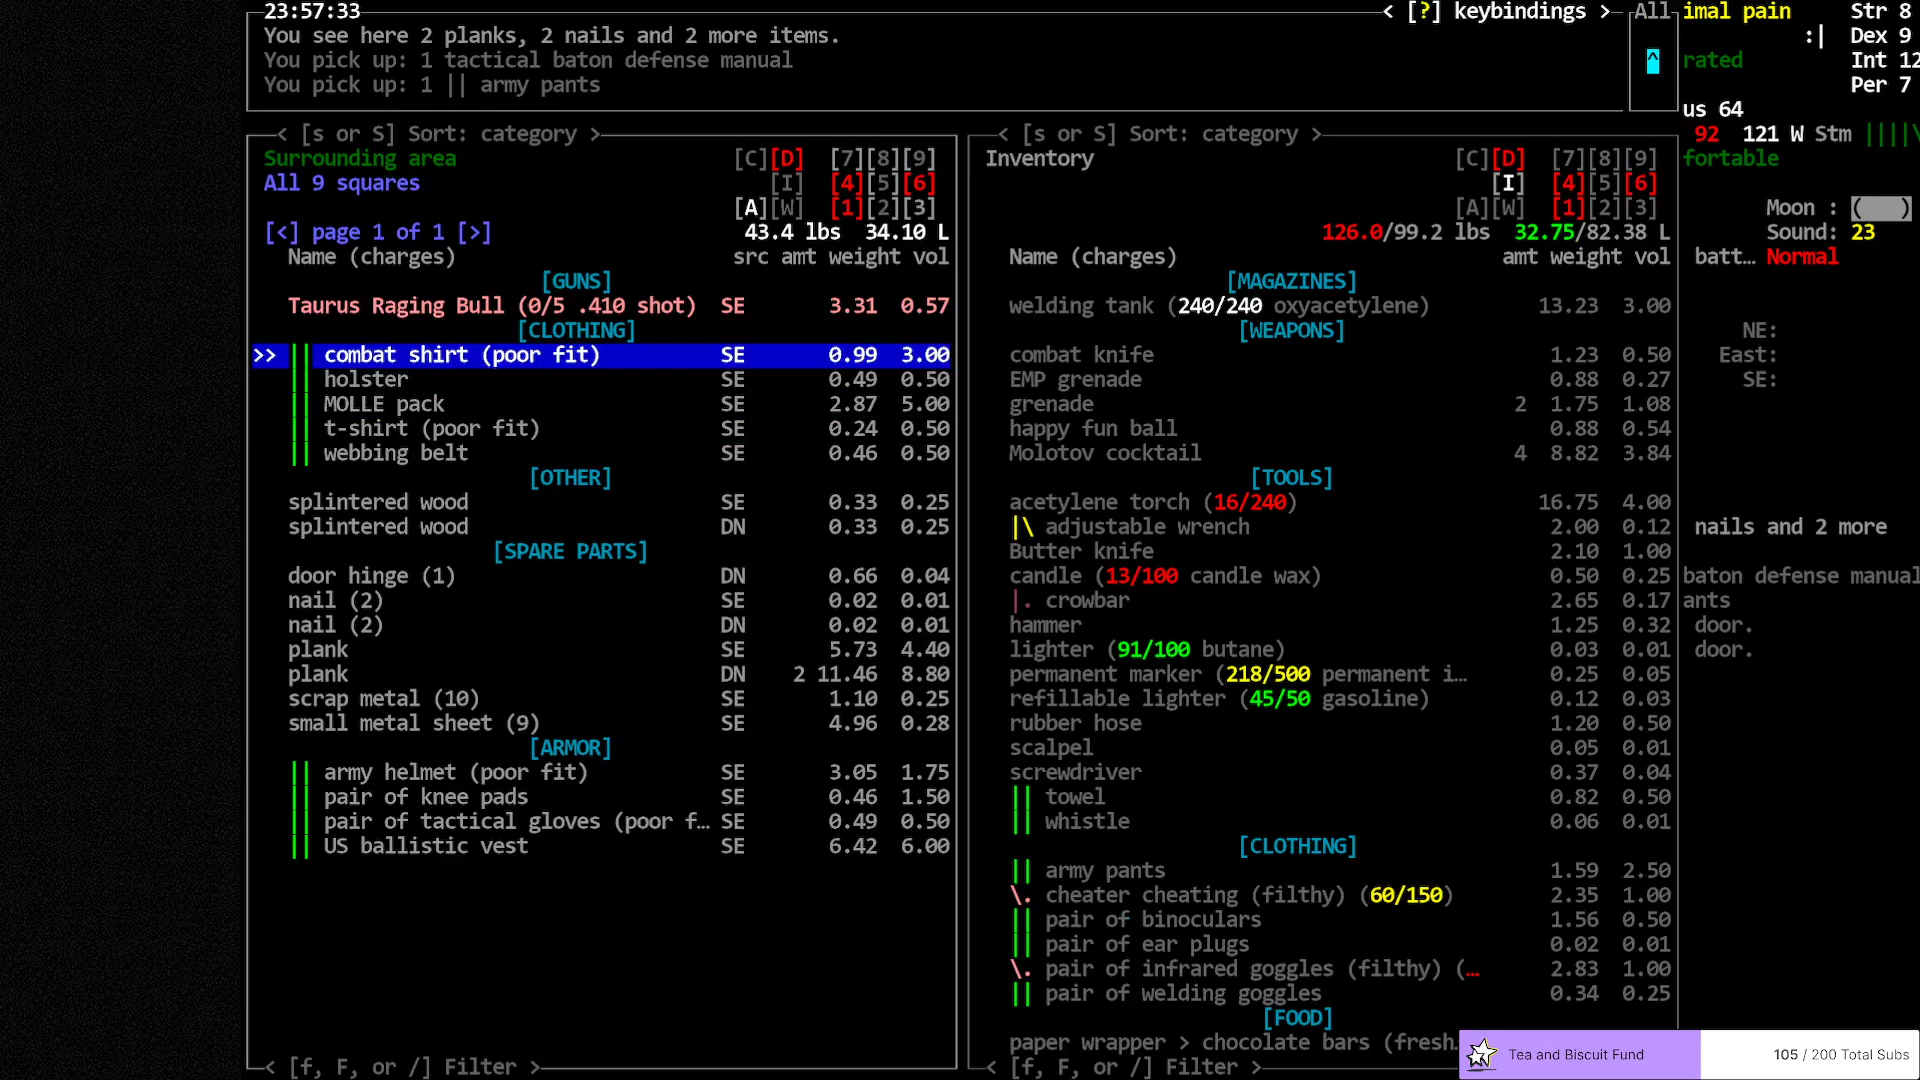 23:57:33 < [?] keybindings > All imal pain Str 8
You see here 2 planks, 2 nails and 2 more items. :| Dex 9
You pick up: 1 tactical baton defense manual ^ rated Int 12
You pick up: 1 || army pants Per 7
us 64
< [s or S] Sort: category > < [s or S] Sort: category > 92 121 W Stm ||||\
Surrounding area [C][D] [7][8][9] Inventory [C][D] [7][8][9] fortable
All 9 squares [I] [4][5][6] [I] [4][5][6]
[A][W] [1][2][3] [A][W] [1][2][3] Moon : ( )
[<] page 1 of 1 [>] 43.4 lbs 34.10 L 126.0/99.2 lbs 32.75/82.38 L Sound: 23
Name (charges) src amt weight vol Name (charges) amt weight vol batt… Normal
[GUNS] [MAGAZINES]
Taurus Raging Bull (0/5 .410 shot) SE 3.31 0.57 welding tank (240/240 oxyacetylene) 13.23 3.00
[CLOTHING] [WEAPONS] NE:
>> || combat shirt (poor fit) SE 0.99 3.00 combat knife 1.23 0.50 East:
|| holster SE 0.49 0.50 EMP grenade 0.88 0.27 SE:
|| MOLLE pack SE 2.87 5.00 grenade 2 1.75 1.08
|| t-shirt (poor fit) SE 0.24 0.50 happy fun ball 0.88 0.54
|| webbing belt SE 0.46 0.50 Molotov cocktail 4 8.82 3.84
[OTHER] [TOOLS]
splintered wood SE 0.33 0.25 acetylene torch (16/240) 16.75 4.00
splintered wood DN 0.33 0.25 |\ adjustable wrench 2.00 0.12 nails and 2 more
[SPARE PARTS] Butter knife 2.10 1.00
door hinge (1) DN 0.66 0.04 candle (13/100 candle wax) 0.50 0.25 baton defense manual
nail (2) SE 0.02 0.01 |. crowbar 2.65 0.17 ants
nail (2) DN 0.02 0.01 hammer 1.25 0.32 door.
plank SE 5.73 4.40 lighter (91/100 butane) 0.03 0.01 door.
plank DN 2 11.46 8.80 permanent marker (218/500 permanent i… 0.25 0.05
scrap metal (10) SE 1.10 0.25 refillable lighter (45/50 gasoline) 0.12 0.03
small metal sheet (9) SE 4.96 0.28 rubber hose 1.20 0.50
[ARMOR] scalpel 0.05 0.01
|| army helmet (poor fit) SE 3.05 1.75 screwdriver 0.37 0.04
|| pair of knee pads SE 0.46 1.50 || towel 0.82 0.50
|| pair of tactical gloves (poor f… SE 0.49 0.50 || whistle 0.06 0.01
|| US ballistic vest SE 6.42 6.00 [CLOTHING]
|| army pants 1.59 2.50
\. cheater cheating (filthy) (60/150) 2.35 1.00
|| pair of binoculars 1.56 0.50
|| pair of ear plugs 0.02 0.01
\. pair of infrared goggles (filthy) (… 2.83 1.00
|| pair of welding goggles 0.34 0.25
[FOOD]
paper wrapper > chocolate bars (fresh
< [f, F, or /] Filter > < [f, F, or /] Filter >
Tea and Biscuit Fund 105 / 200 Total Subs